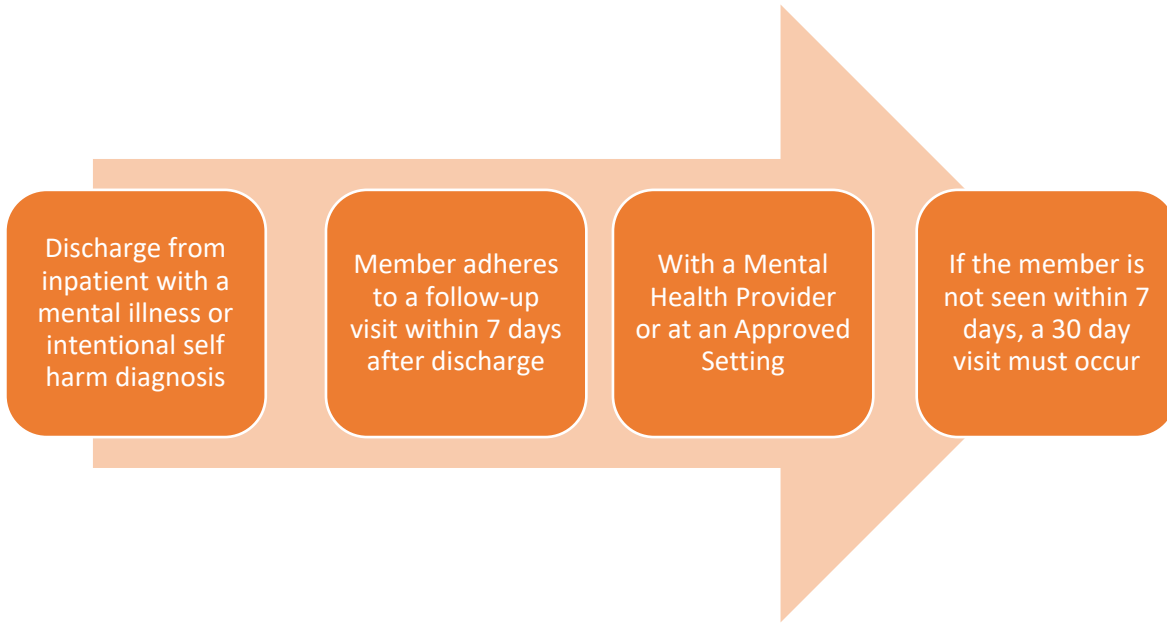 Discharge from
inpatient with a
mental illness or
intentional self
harm diagnosis
Member adheres
to a follow-up
visit within 7 days
after discharge
With a Mental
Health Provider
or at an Approved
Setting
If the member is
not seen within 7
days, a 30 day
visit must occur